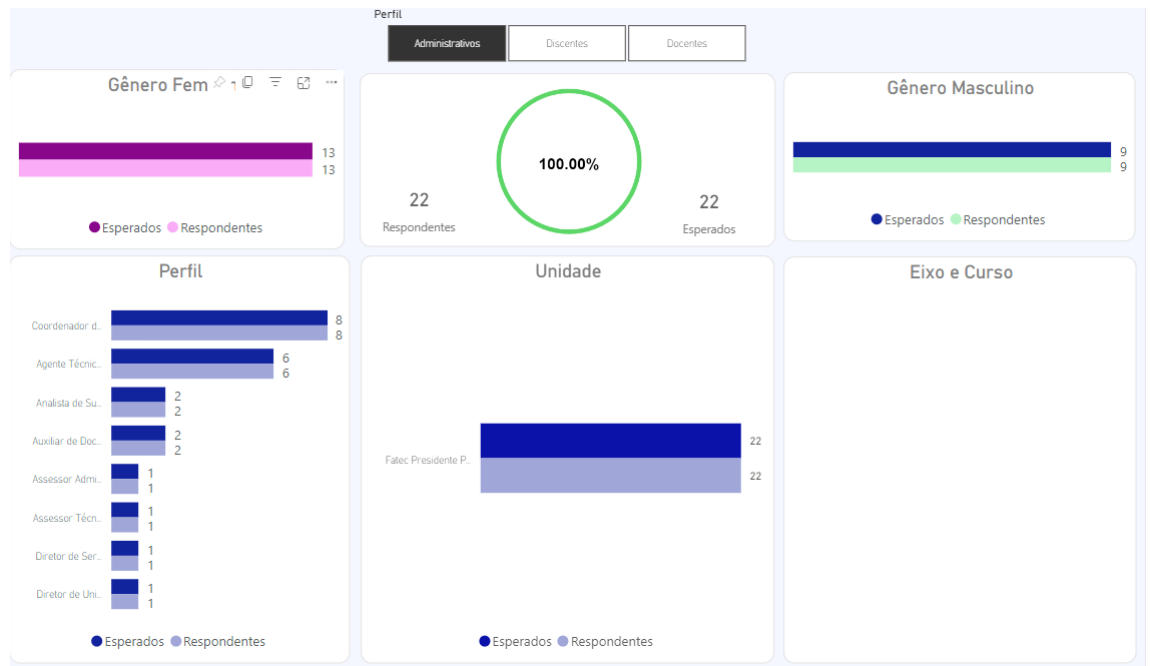 Perfil
Administrativos
Discentes
Docentes
Gênero Fem
13
13
Esperados Respondentes
100.00%
22
Respondentes
22
Esperados
Gênero Masculino
9
9
Esperados Respondentes
Perfil
Coordenador d...
8
8
Agente Técnic...
6
6
Analista de Su...
2
2
Auxiliar de Doc...
2
2
Assessor Admi...
1
1
Assessor Técn...
1
1
Diretor de Ser...
1
1
Diretor de Uni...
1
1
Esperados Respondentes
Unidade
Fatec Presidente P...
22
22
Esperados Respondentes
Eixo e Curso